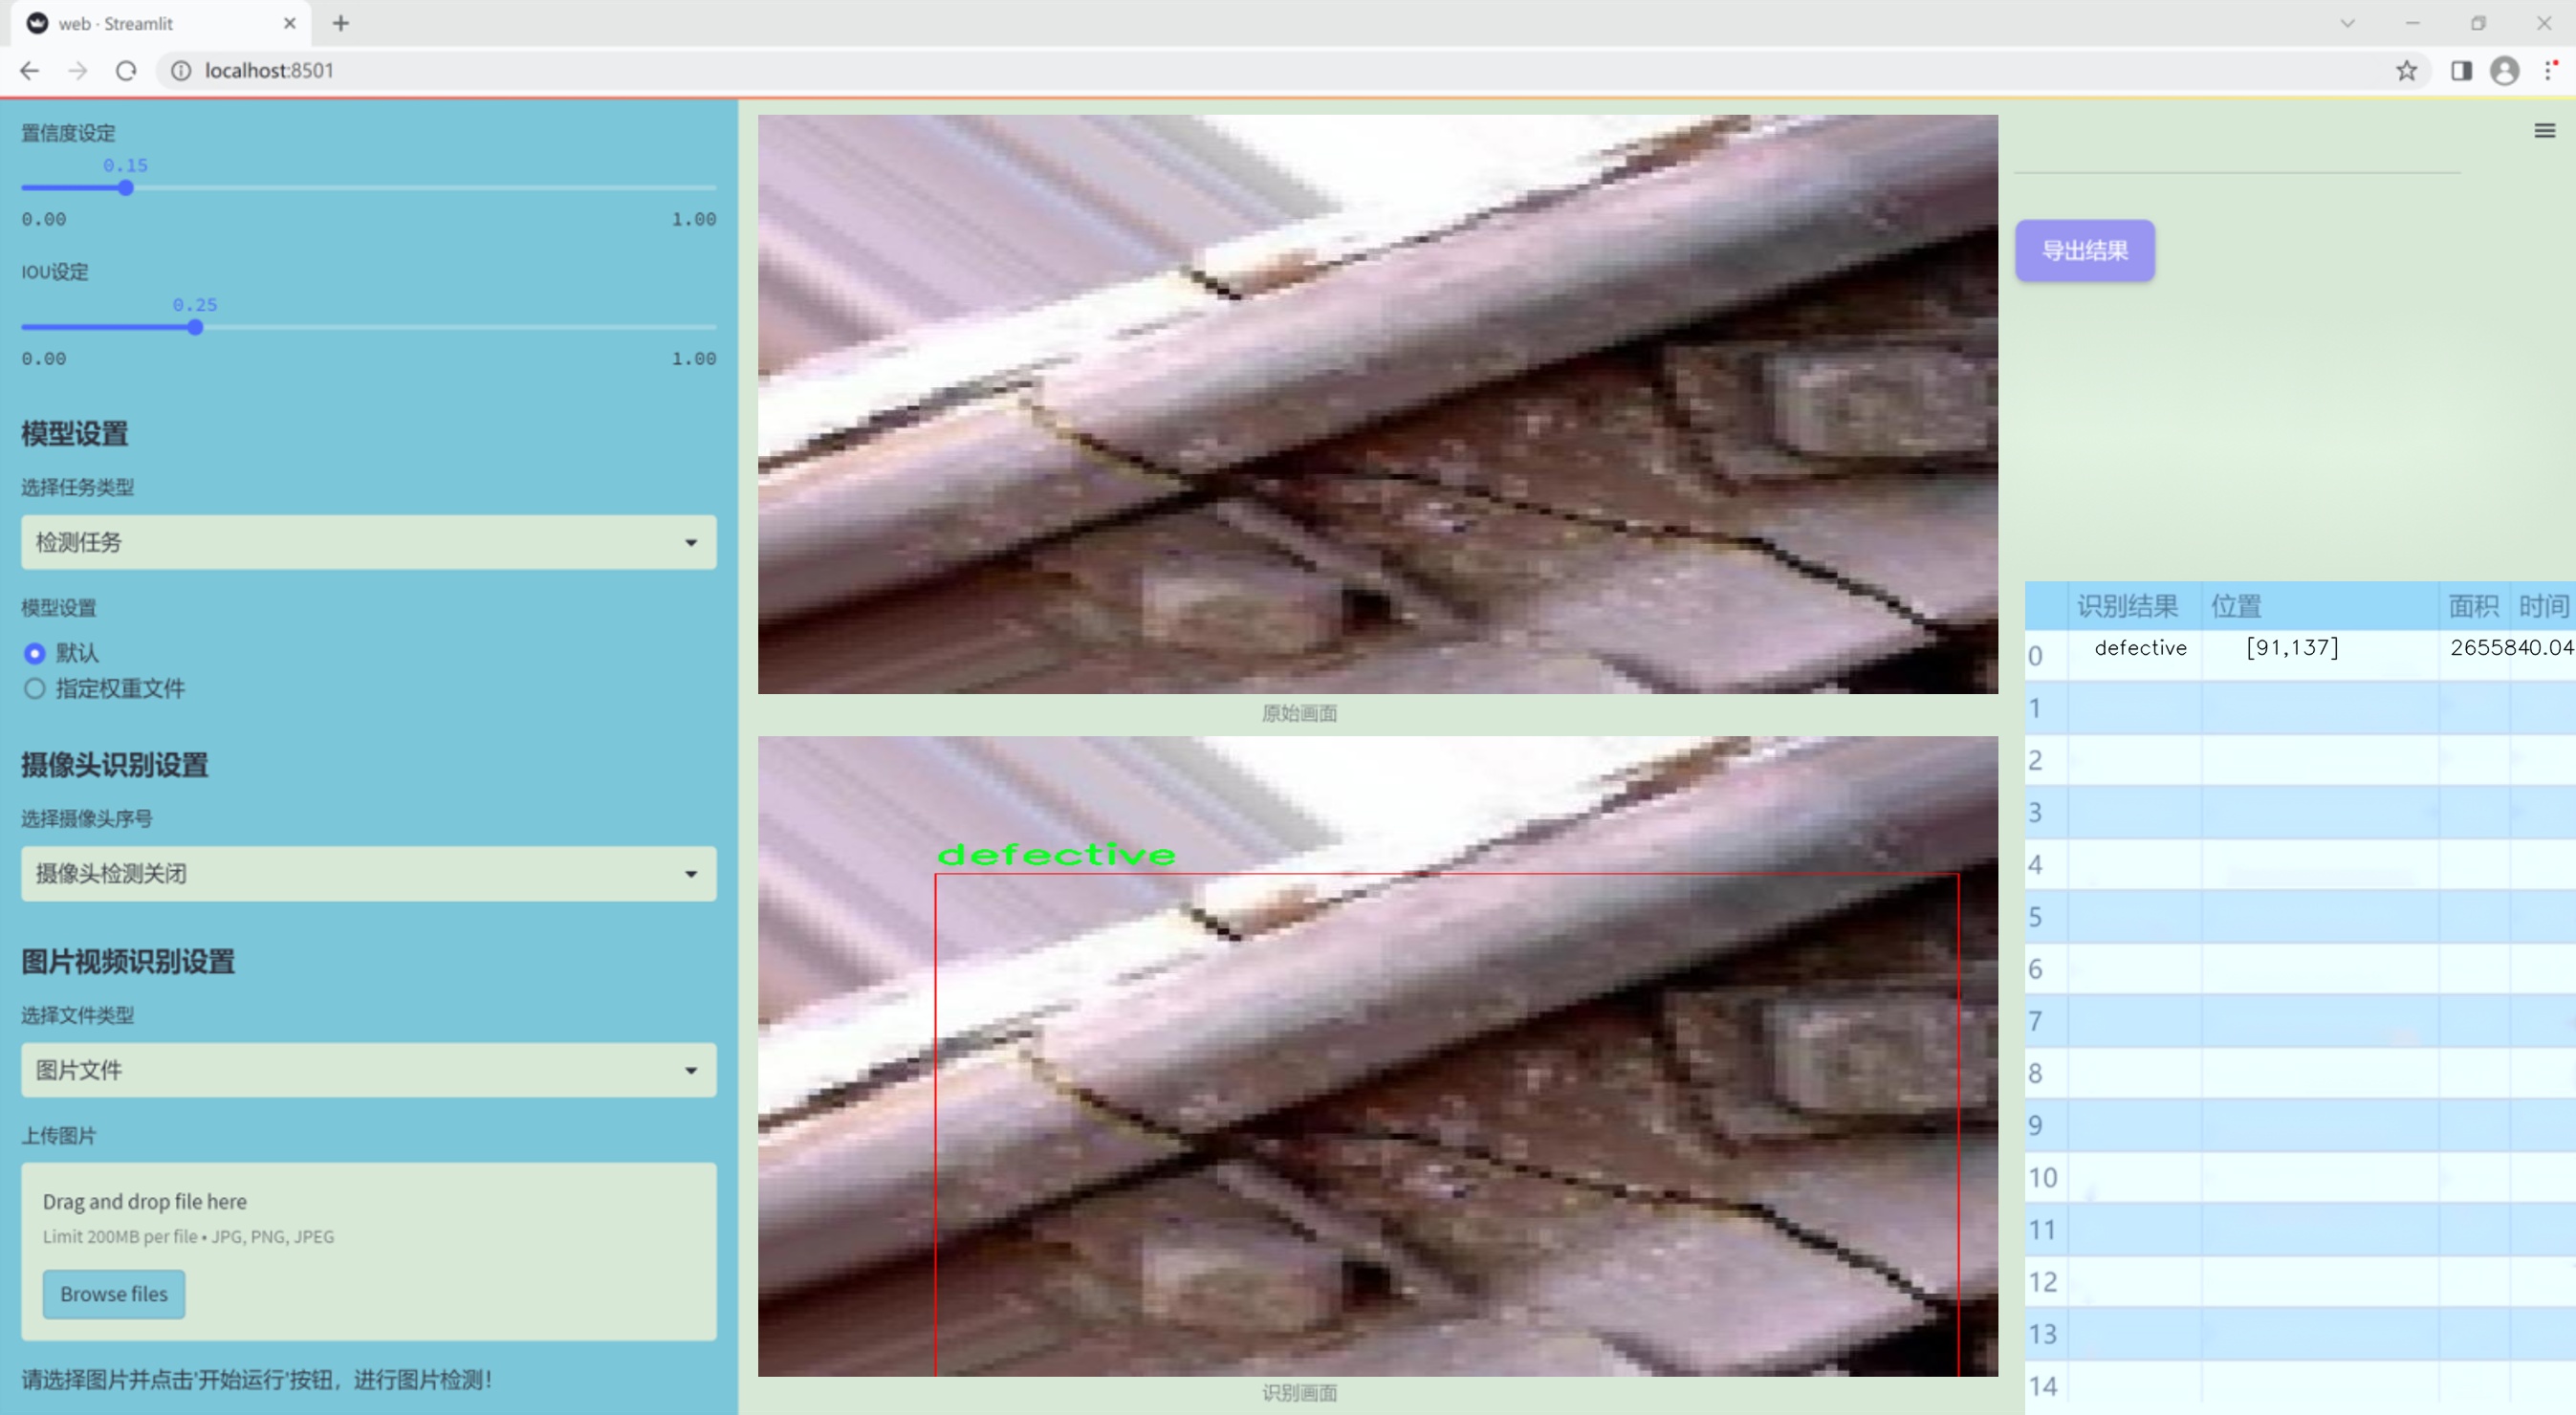 web · Streamlit
localhost:8501
置信度设定
0.15
0.00 1.00
IOU设定
0.25
0.00 1.00
模型设置
选择任务类型
检测任务
模型设置
默认
指定权重文件
摄像头识别设置
选择摄像头序号
摄像头检测关闭
图片视频识别设置
选择文件类型
图片文件
上传图片
Drag and drop file here
Limit 200MB per file • JPG, PNG, JPEG
Browse files
请选择图片并点击'开始运行'按钮，进行图片检测！
原始画面
defective
识别画面
导出结果
识别结果 位置 面积 时间
0 defective [91,137] 2655840.04
1
2
3
4
5
6
7
8
9
10
11
12
13
14